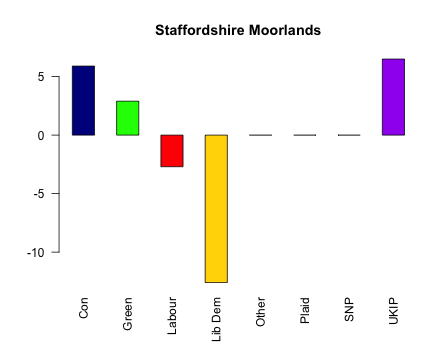 Staffordshire Moorlands
5
0
-5
-10
Con
Green
Labour
Lib Dem
Other
Plaid
SNP
UKIP